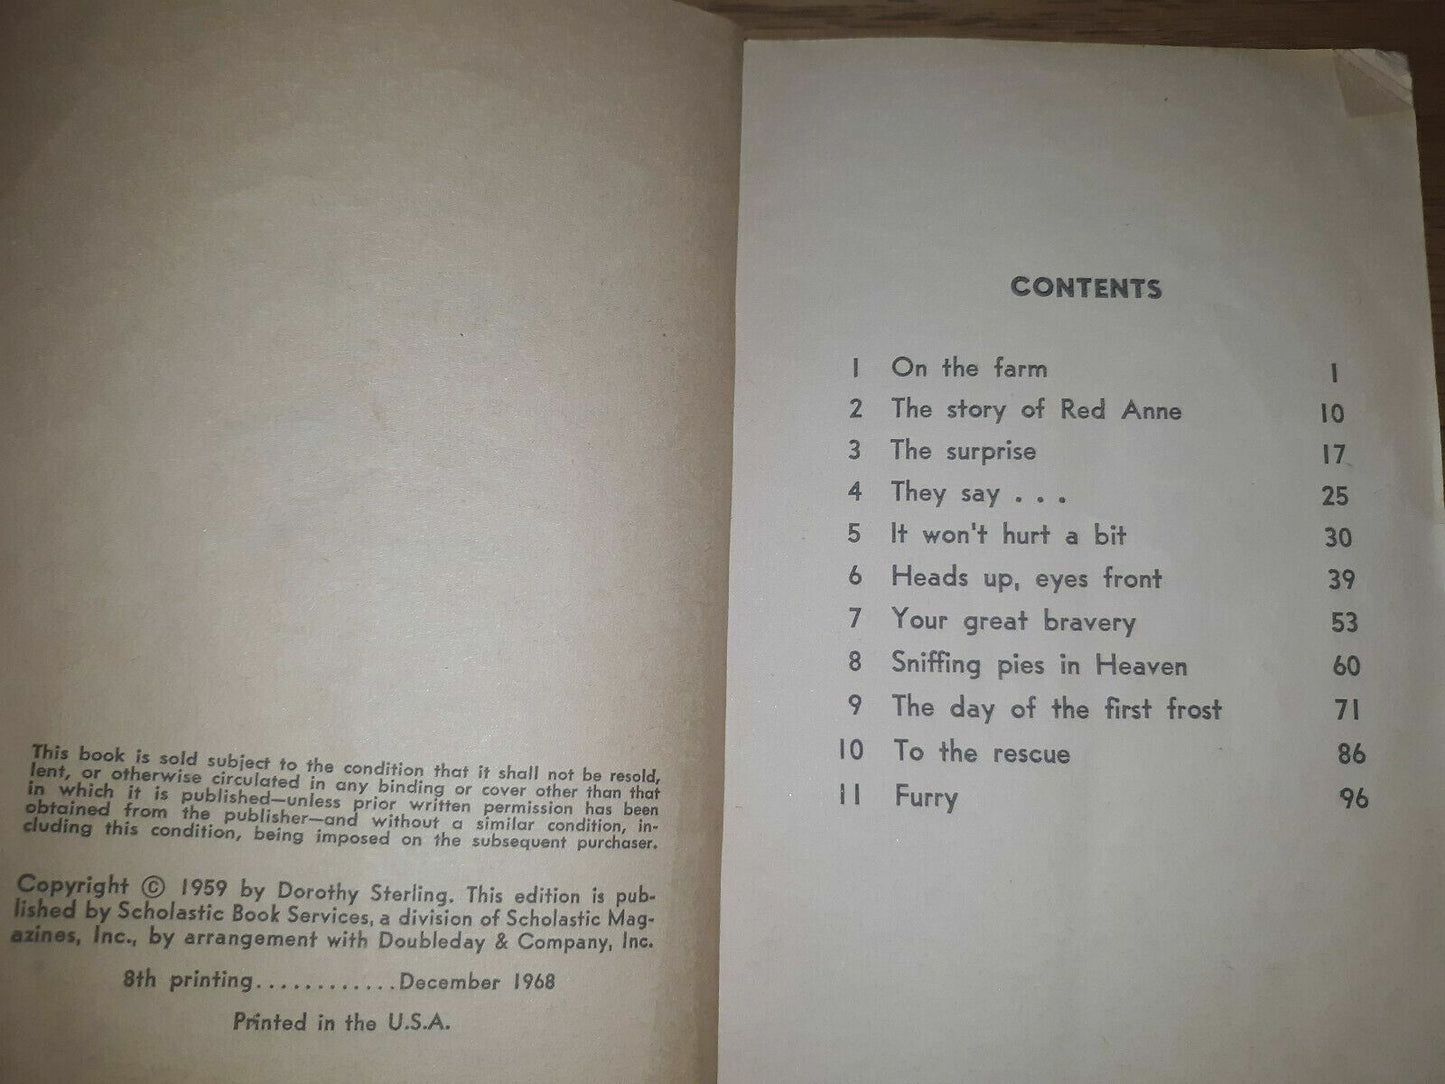 This book is sold subject to the condition that it shall not be resold,
lent, or otherwise circulated in any binding or cover other than that
in which it is published—unless prior written permission has been
obtained from the publisher—and without a similar condition, in-
cluding this condition, being imposed on the subsequent purchaser.
Copyright © 1959 by Dorothy Sterling. This edition is pub-
lished by Scholastic Book Services, a division of Scholastic Mag-
azines, Inc., by arrangement with Doubleday & Company, Inc.
8th printing............December 1968
Printed in the U.S.A.
CONTENTS
1 On the farm 1
2 The story of Red Anne 10
3 The surprise 17
4 They say . . . 25
5 It won't hurt a bit 30
6 Heads up, eyes front 39
7 Your great bravery 53
8 Sniffing pies in Heaven 60
9 The day of the first frost 71
10 To the rescue 86
11 Furry 96